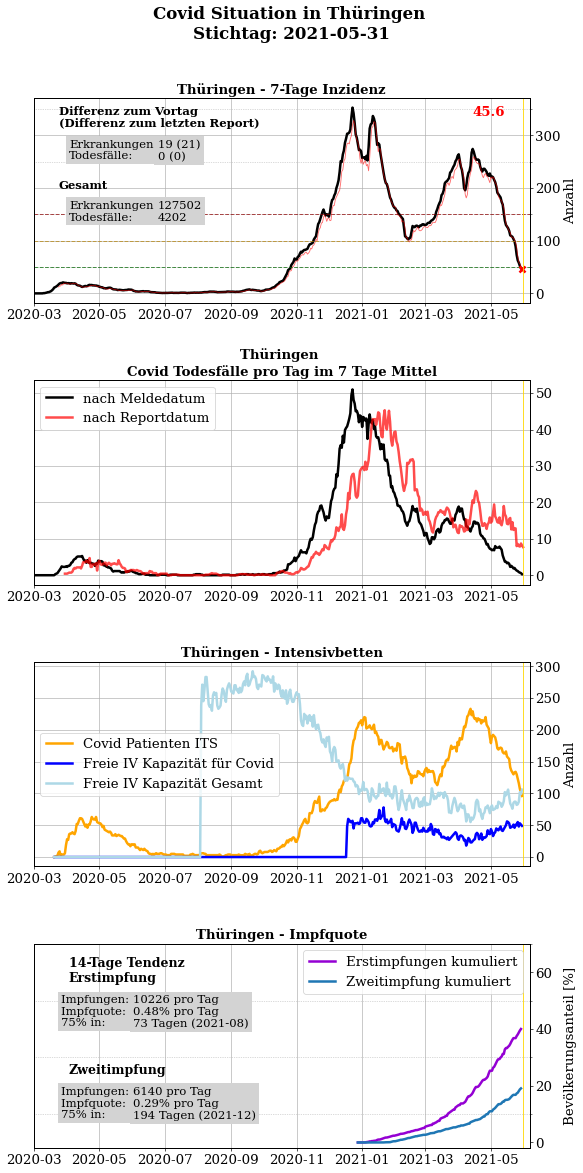 Covid Situation in Thüringen
Stichtag: 2021-05-31
Thüringen - 7-Tage Inzidenz
Differenz zum Vortag
(Differenz zum letzten Report)
Erkrankungen 19 (21)
Todesfälle: 0 (0)
Gesamt
Erkrankungen 127502
Todesfälle: 4202
45.6
300
200
100
0
Anzahl
2020-03 2020-05 2020-07 2020-09 2020-11 2021-01 2021-03 2021-05
Thüringen
Covid Todesfälle pro Tag im 7 Tage Mittel
nach Meldedatum
nach Reportdatum
50
40
30
20
10
0
2020-03 2020-05 2020-07 2020-09 2020-11 2021-01 2021-03 2021-05
Thüringen - Intensivbetten
Covid Patienten ITS
Freie IV Kapazität für Covid
Freie IV Kapazität Gesamt
300
250
200
150
100
50
0
Anzahl
2020-03 2020-05 2020-07 2020-09 2020-11 2021-01 2021-03 2021-05
Thüringen - Impfquote
14-Tage Tendenz
Erstimpfung
Impfungen: 10226 pro Tag
Impfquote: 0.48% pro Tag
75% in: 73 Tagen (2021-08)
Zweitimpfung
Impfungen: 6140 pro Tag
Impfquote: 0.29% pro Tag
75% in: 194 Tagen (2021-12)
Erstimpfungen kumuliert
Zweitimpfung kumuliert
60
40
20
0
Bevölkerungsanteil [%]
2020-03 2020-05 2020-07 2020-09 2020-11 2021-01 2021-03 2021-05